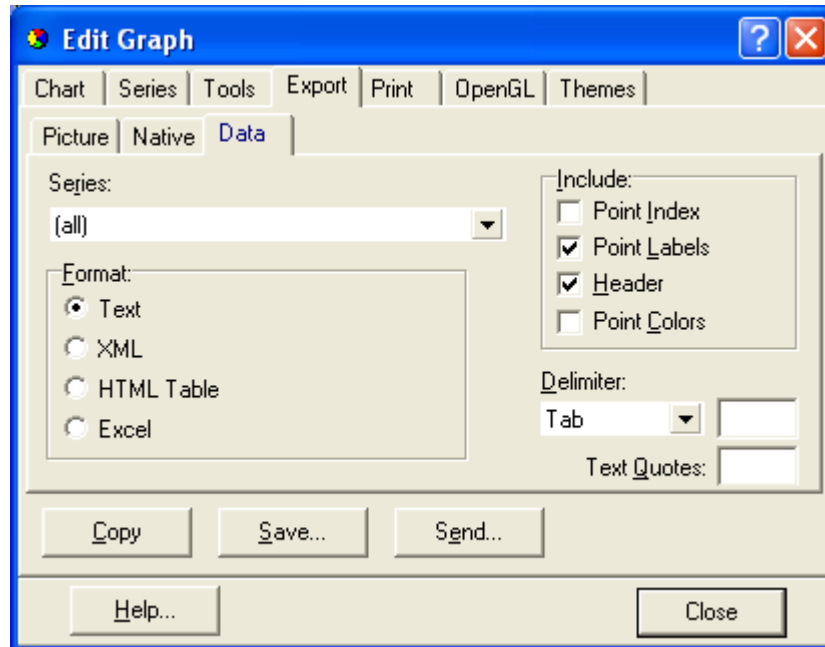 Edit Graph
Chart Series Tools Export Print OpenGL Themes
Picture Native Data
Series:
(all)
Format:
Text
XML
HTML Table
Excel
Include:
Point Index
Point Labels
Header
Point Colors
Delimiter:
Tab
Text Quotes:
Copy Save... Send...
Help... Close